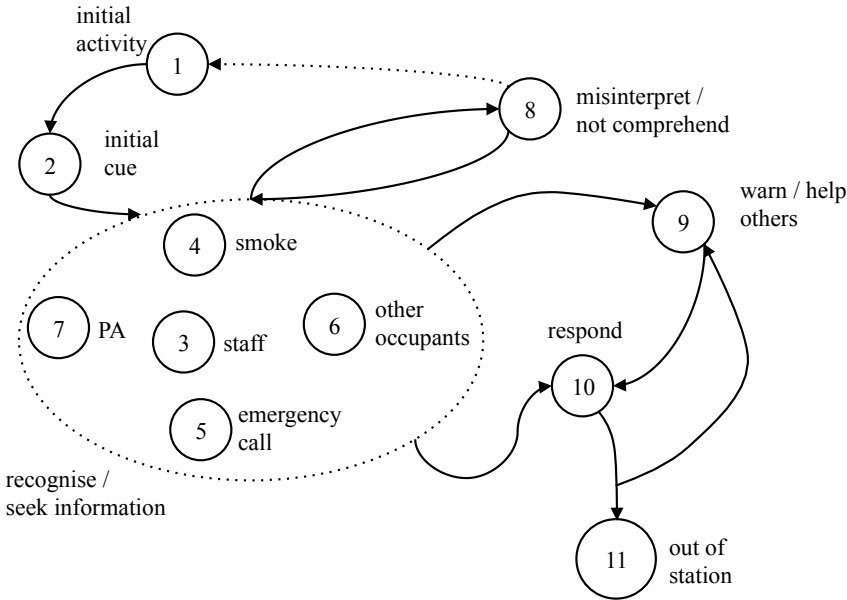 initial
activity
1
8
misinterpret /
not comprehend
2
initial
cue
warn / help
others
9
4
smoke
7
PA
3
staff
6
other
occupants
respond
10
5
emergency
call
recognise /
seek information
11
out of
station